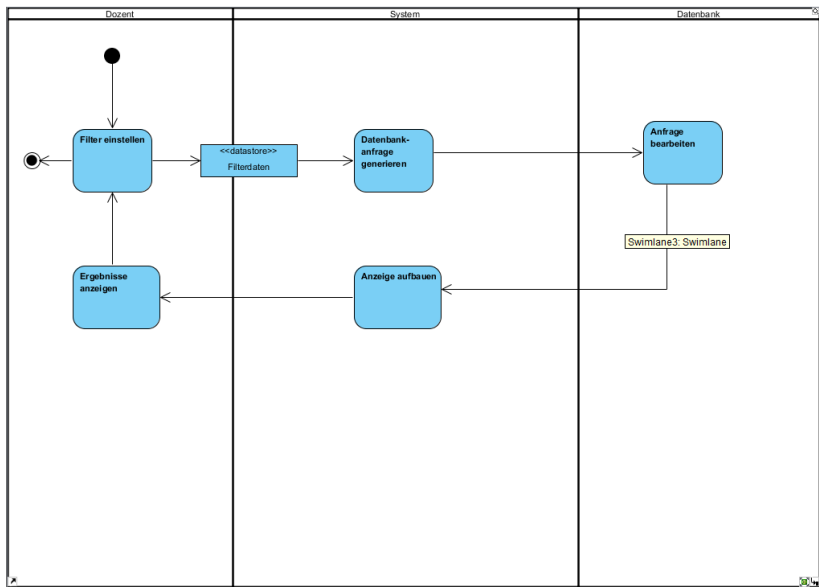 Dozent
System
Datenbank
Filter einstellen
<<datastore>>
Filterdaten
Datenbank-
anfrage
generieren
Anfrage
bearbeiten
Swimlane3: Swimlane
Ergebnisse
anzeigen
Anzeige aufbauen